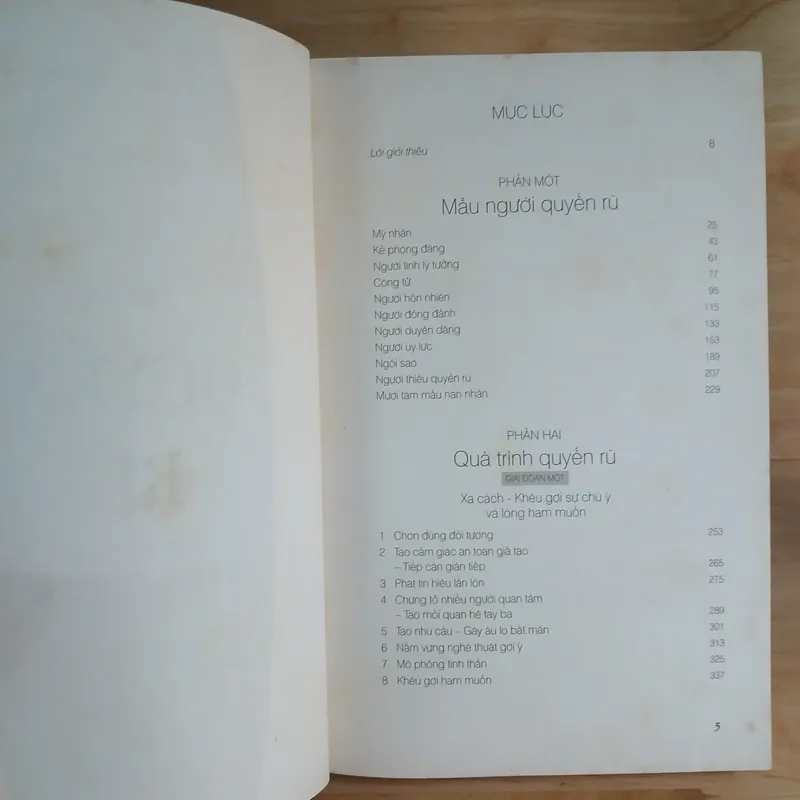 MỤC LỤC
Lời giới thiệu 8
PHẦN MỘT
Mẫu người quyến rũ
Mỹ nhân 25
Kẻ phóng đãng 43
Người tình lý tưởng 61
Công tử 77
Người hồn nhiên 95
Người đỏng đảnh 115
Người duyên dáng 133
Người uy lực 153
Ngôi sao 189
Người thiếu quyến rũ 207
Mười tám mẫu nạn nhân 229
PHẦN HAI
Quá trình quyến rũ
GIAI ĐOẠN MỘT
Xa cách - Khêu gợi sự chú ý
và lòng ham muốn
1 Chọn đúng đối tượng 253
2 Tạo cảm giác an toàn giả tạo
– Tiếp cận gián tiếp 265
3 Phát tín hiệu lẫn lộn 275
4 Chứng tỏ nhiều người quan tâm
– Tạo mối quan hệ tay ba 289
5 Tạo nhu cầu – Gây âu lo bất mãn 301
6 Nắm vững nghệ thuật gợi ý 313
7 Mô phỏng tinh thần 325
8 Khêu gợi ham muốn 337
5